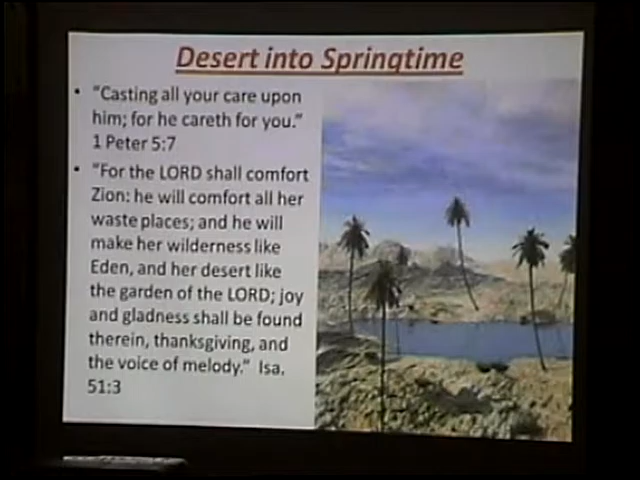 Desert into Springtime
• "Casting all your care upon
him; for he careth for you."
1 Peter 5:7
• "For the LORD shall comfort
Zion: he will comfort all her
waste places; and he will
make her wilderness like
Eden, and her desert like
the garden of the LORD; joy
and gladness shall be found
therein, thanksgiving, and
the voice of melody." Isa.
51:3